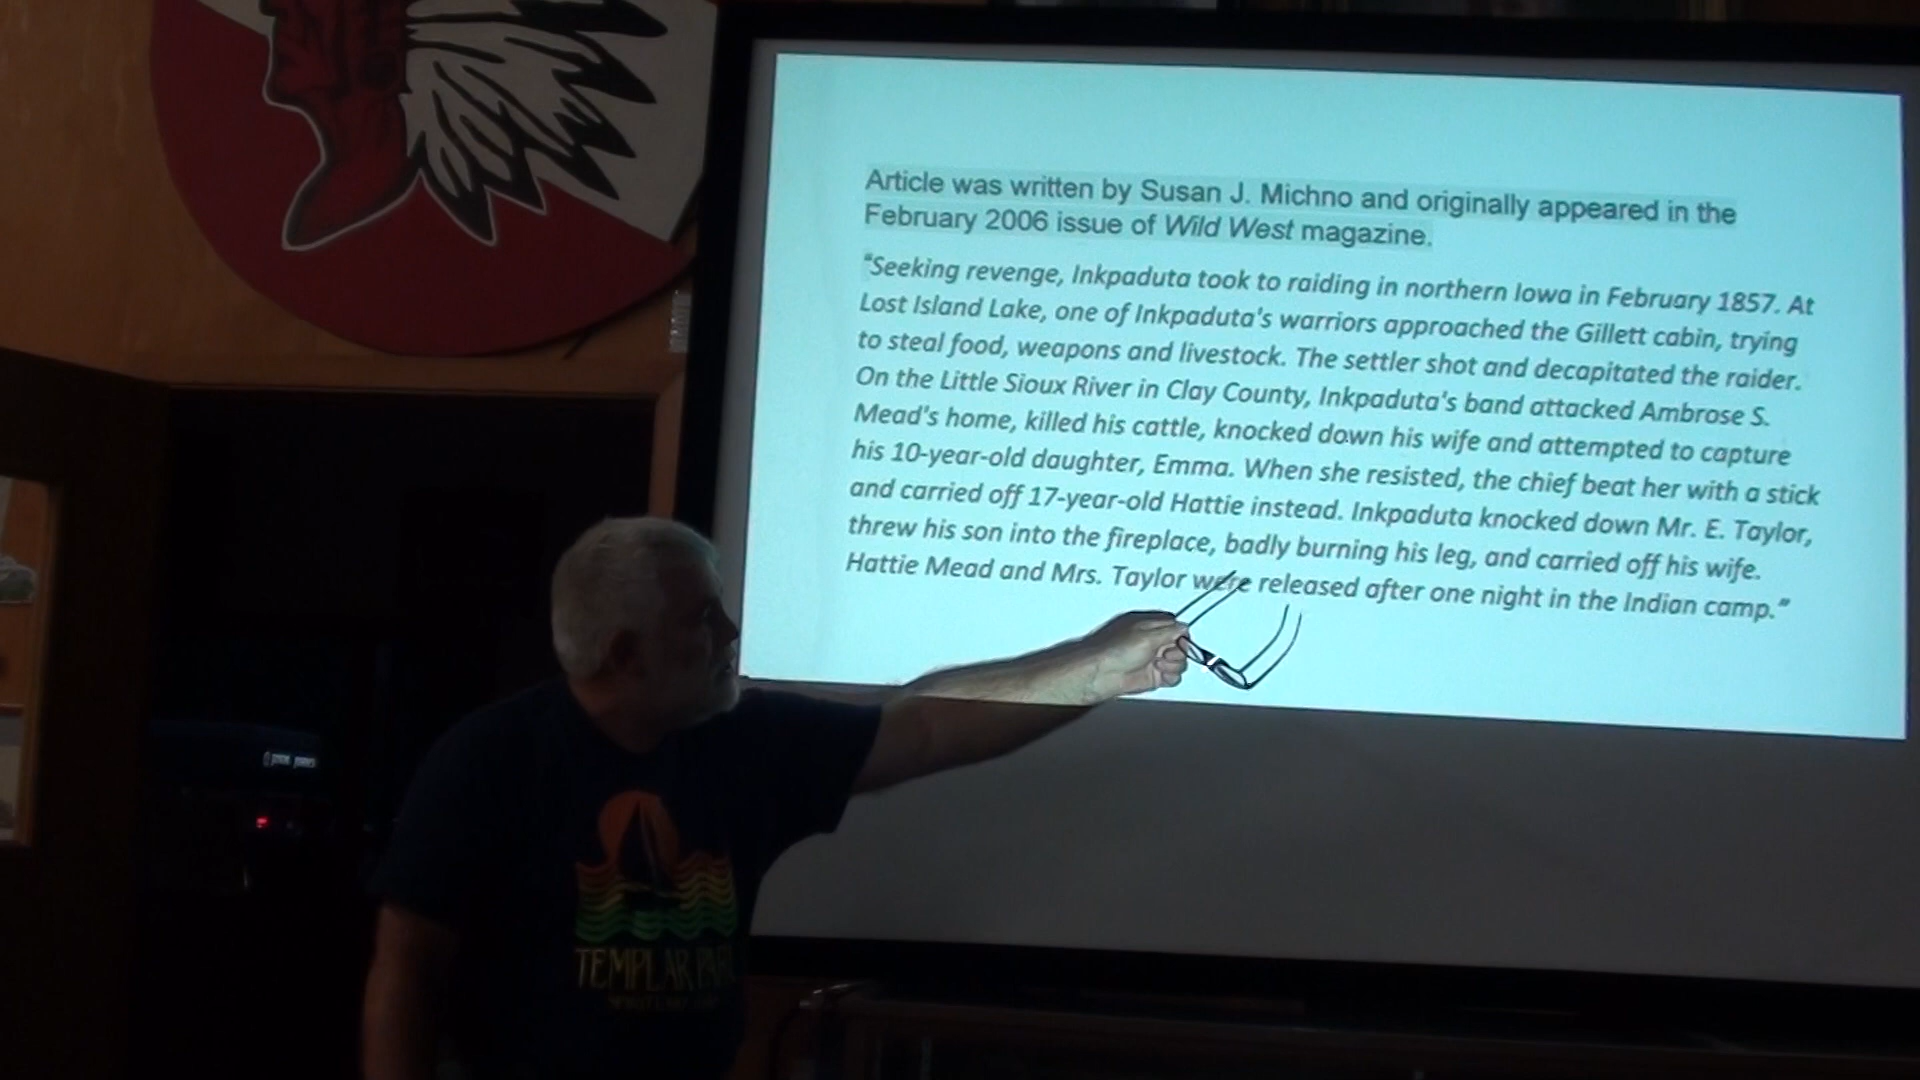 Article was written by Susan J. Michno and originally appeared in the
February 2006 issue of Wild West magazine.
“Seeking revenge, Inkpaduta took to raiding in northern Iowa in February 1857. At
Lost Island Lake, one of Inkpaduta's warriors approached the Gillett cabin, trying
to steal food, weapons and livestock. The settler shot and decapitated the raider.
On the Little Sioux River in Clay County, Inkpaduta's band attacked Ambrose S.
Mead's home, killed his cattle, knocked down his wife and attempted to capture
his 10-year-old daughter, Emma. When she resisted, the chief beat her with a stick
and carried off 17-year-old Hattie instead. Inkpaduta knocked down Mr. E. Taylor,
threw his son into the fireplace, badly burning his leg, and carried off his wife.
Hattie Mead and Mrs. Taylor were released after one night in the Indian camp.”
TEMPLAR PARK